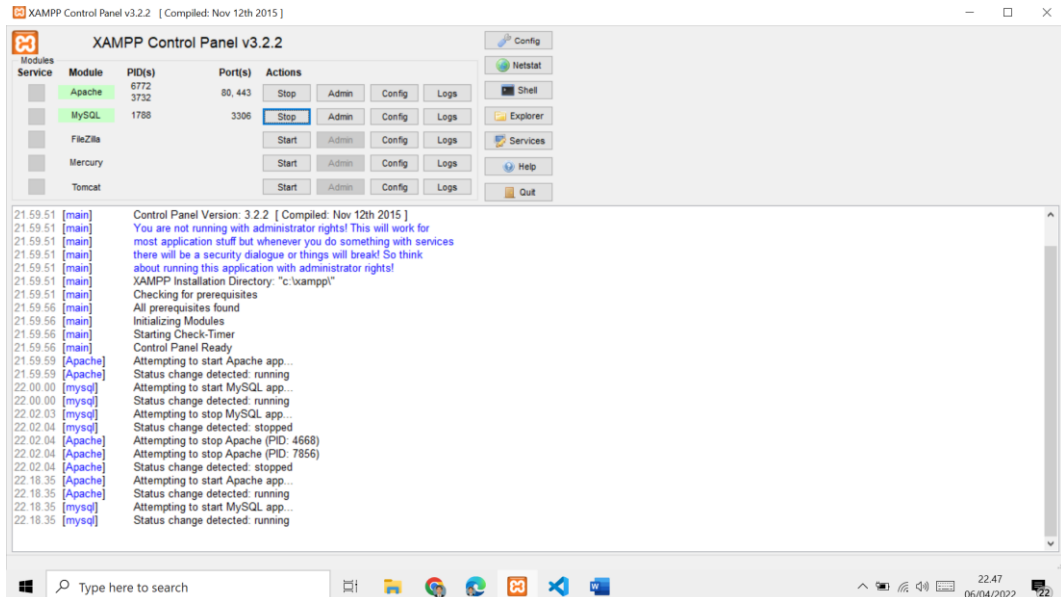 XAMPP Control Panel v3.2.2 [ Compiled: Nov 12th 2015 ]
XAMPP Control Panel v3.2.2
Config
Modules
Service Module PID(s) Port(s) Actions
Netstat
Apache 6772 3732 80, 443 Stop Admin Config Logs
Shell
MySQL 1788 3306 Stop Admin Config Logs
Explorer
FileZilla Start Admin Config Logs
Services
Mercury Start Admin Config Logs
Help
Tomcat Start Admin Config Logs
Quit
21.59.51 [main] Control Panel Version: 3.2.2 [ Compiled: Nov 12th 2015 ]
21.59.51 [main] You are not running with administrator rights! This will work for
21.59.51 [main] most application stuff but whenever you do something with services
21.59.51 [main] there will be a security dialogue or things will break! So think
21.59.51 [main] about running this application with administrator rights!
21.59.51 [main] XAMPP Installation Directory: "c:\xampp\"
21.59.51 [main] Checking for prerequisites
21.59.56 [main] All prerequisites found
21.59.56 [main] Initializing Modules
21.59.56 [main] Starting Check-Timer
21.59.56 [main] Control Panel Ready
21.59.59 [Apache] Attempting to start Apache app...
21.59.59 [Apache] Status change detected: running
22.00.00 [mysql] Attempting to start MySQL app...
22.00.00 [mysql] Status change detected: running
22.02.03 [mysql] Attempting to stop MySQL app...
22.02.04 [mysql] Status change detected: stopped
22.02.04 [Apache] Attempting to stop Apache (PID: 4668)
22.02.04 [Apache] Attempting to stop Apache (PID: 7856)
22.02.04 [Apache] Status change detected: stopped
22.18.35 [Apache] Attempting to start Apache app...
22.18.35 [Apache] Status change detected: running
22.18.35 [mysql] Attempting to start MySQL app...
22.18.35 [mysql] Status change detected: running
Type here to search
22.47
06/04/2022
22